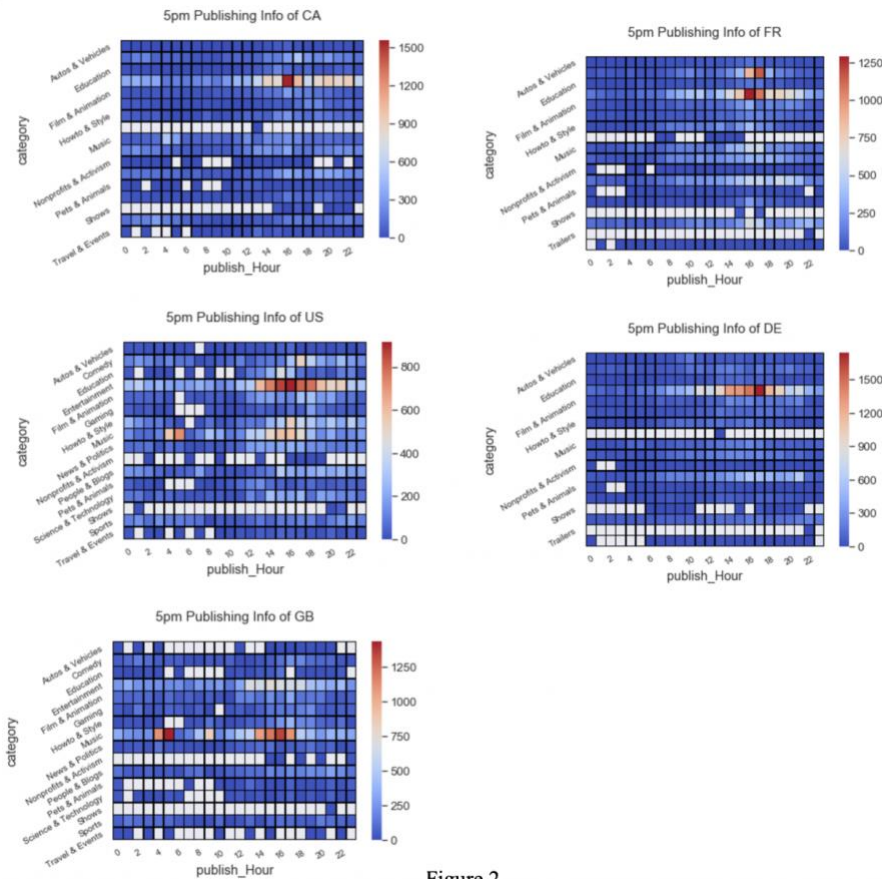 5pm Publishing Info of CA
category
Autos & Vehicles
Education
Film & Animation
Howto & Style
Music
Nonprofits & Activism
Pets & Animals
Shows
Travel & Events
0 2 4 6 8 10 12 14 16 18 20 22
publish_Hour
1500
1200
900
600
300
0
5pm Publishing Info of FR
category
Autos & Vehicles
Education
Film & Animation
Howto & Style
Music
Nonprofits & Activism
Pets & Animals
Shows
Trailers
0 2 4 6 8 10 12 14 16 18 20 22
publish_Hour
1250
1000
750
500
250
0
5pm Publishing Info of US
category
Autos & Vehicles
Comedy
Education
Entertainment
Film & Animation
Gaming
Howto & Style
Music
News & Politics
Nonprofits & Activism
People & Blogs
Pets & Animals
Science & Technology
Shows
Sports
Travel & Events
0 2 4 6 8 10 12 14 16 18 20 22
publish_Hour
800
600
400
200
0
5pm Publishing Info of DE
category
Autos & Vehicles
Education
Film & Animation
Howto & Style
Music
Nonprofits & Activism
Pets & Animals
Shows
Trailers
0 2 4 6 8 10 12 14 16 18 20 22
publish_Hour
1500
1200
900
600
300
0
5pm Publishing Info of GB
category
Autos & Vehicles
Comedy
Education
Entertainment
Film & Animation
Gaming
Howto & Style
Music
News & Politics
Nonprofits & Activism
People & Blogs
Pets & Animals
Science & Technology
Shows
Sports
Travel & Events
0 2 4 6 8 10 12 14 16 18 20 22
publish_Hour
1250
1000
750
500
250
0
Figure 2